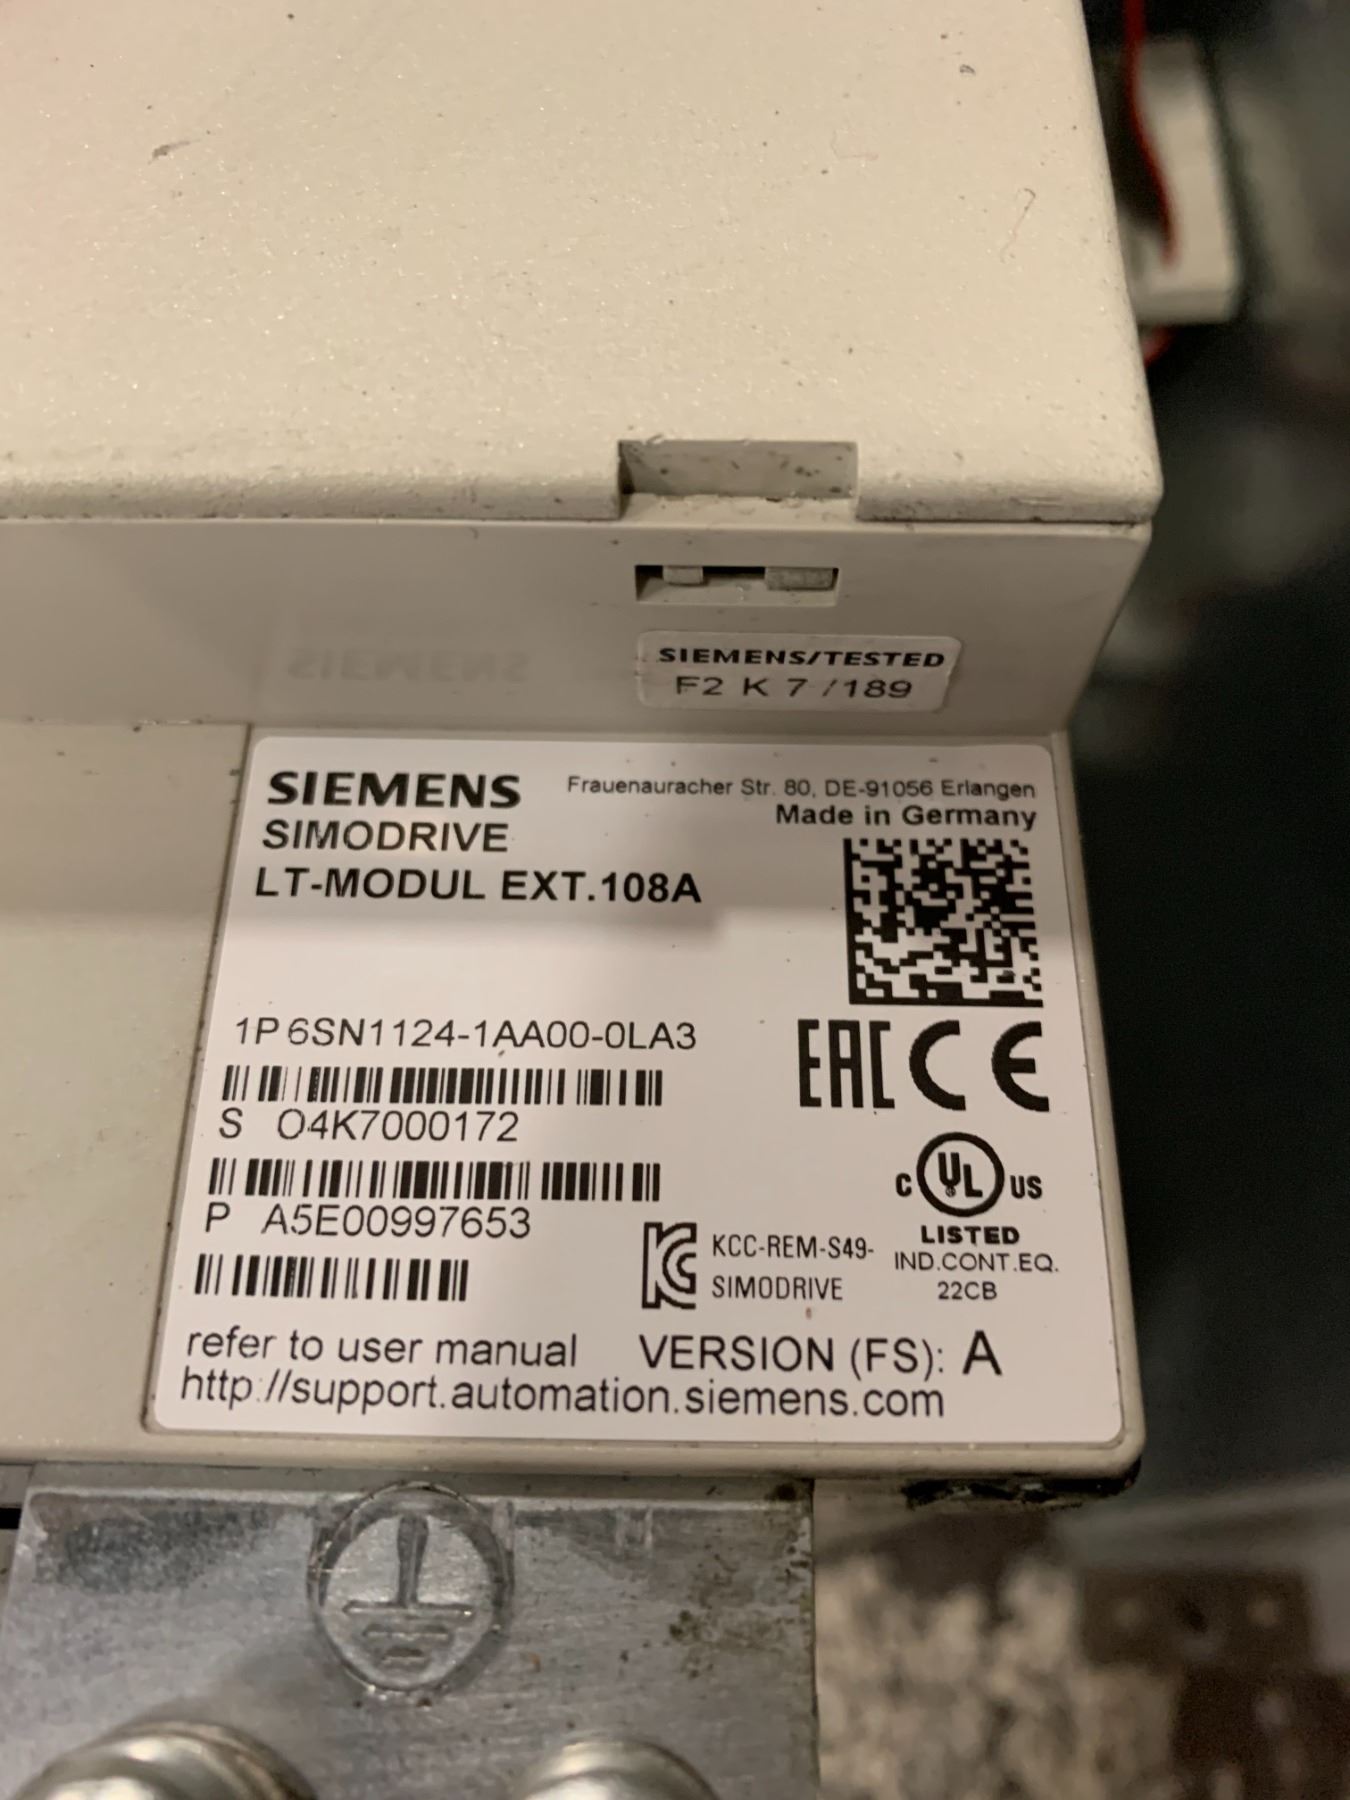 SIEMENS
SIEMENS/TESTED
F2 K 7 /189
SIEMENS Frauenauracher Str. 80, DE-91056 Erlangen
SIMODRIVE Made in Germany
LT-MODUL EXT.108A
1P 6SN1124-1AA00-0LA3
EAC CE
S O4K7000172
C UL US
P A5E00997653
LISTED
KCC-REM-S49- IND.CONT.EQ.
SIMODRIVE 22CB
refer to user manual VERSION (FS): A
http://support.automation.siemens.com